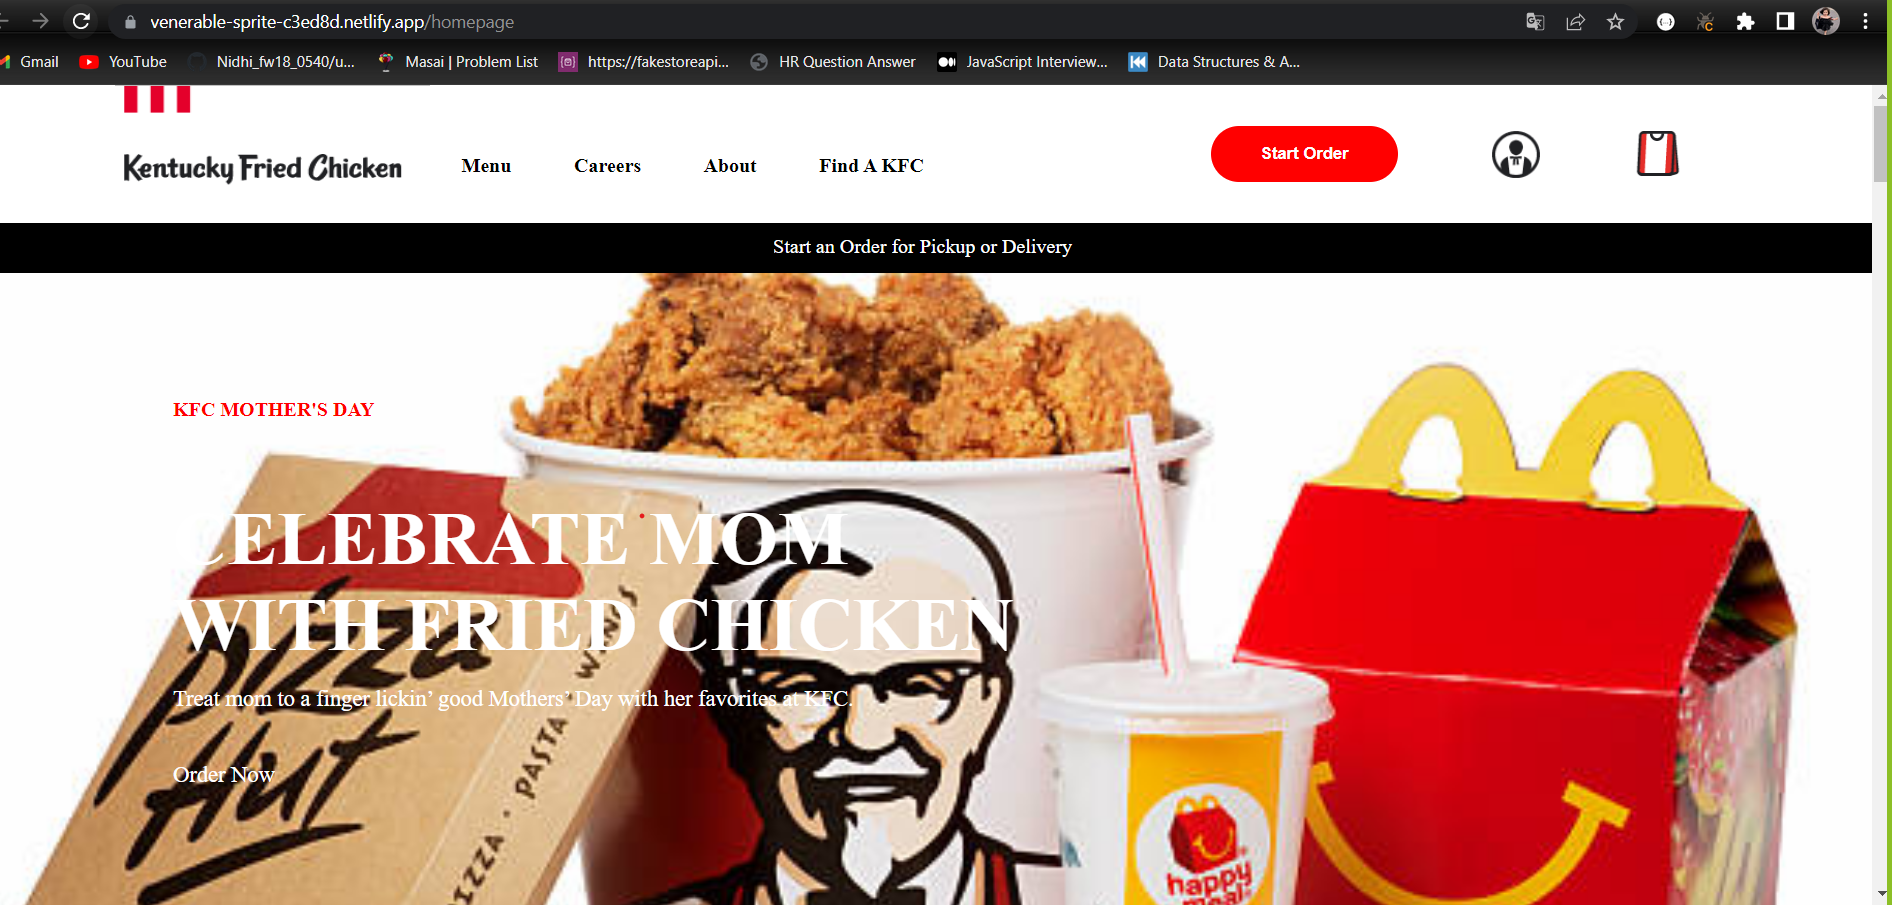 venerable-sprite-c3ed8d.netlify.app/homepage
Gmail YouTube Nidhi_fw18_0540/u... Masai | Problem List https://fakestoreapi... HR Question Answer JavaScript Interview... Data Structures & A...
Kentucky Fried Chicken Menu Careers About Find A KFC Start Order
Start an Order for Pickup or Delivery
KFC MOTHER'S DAY
CELEBRATE MOM
WITH FRIED CHICKEN
Treat mom to a finger lickin’ good Mothers’ Day with her favorites at KFC.
Order Now
Pizza
Hut
PIZZA · PASTA · WINGS
happy
meal